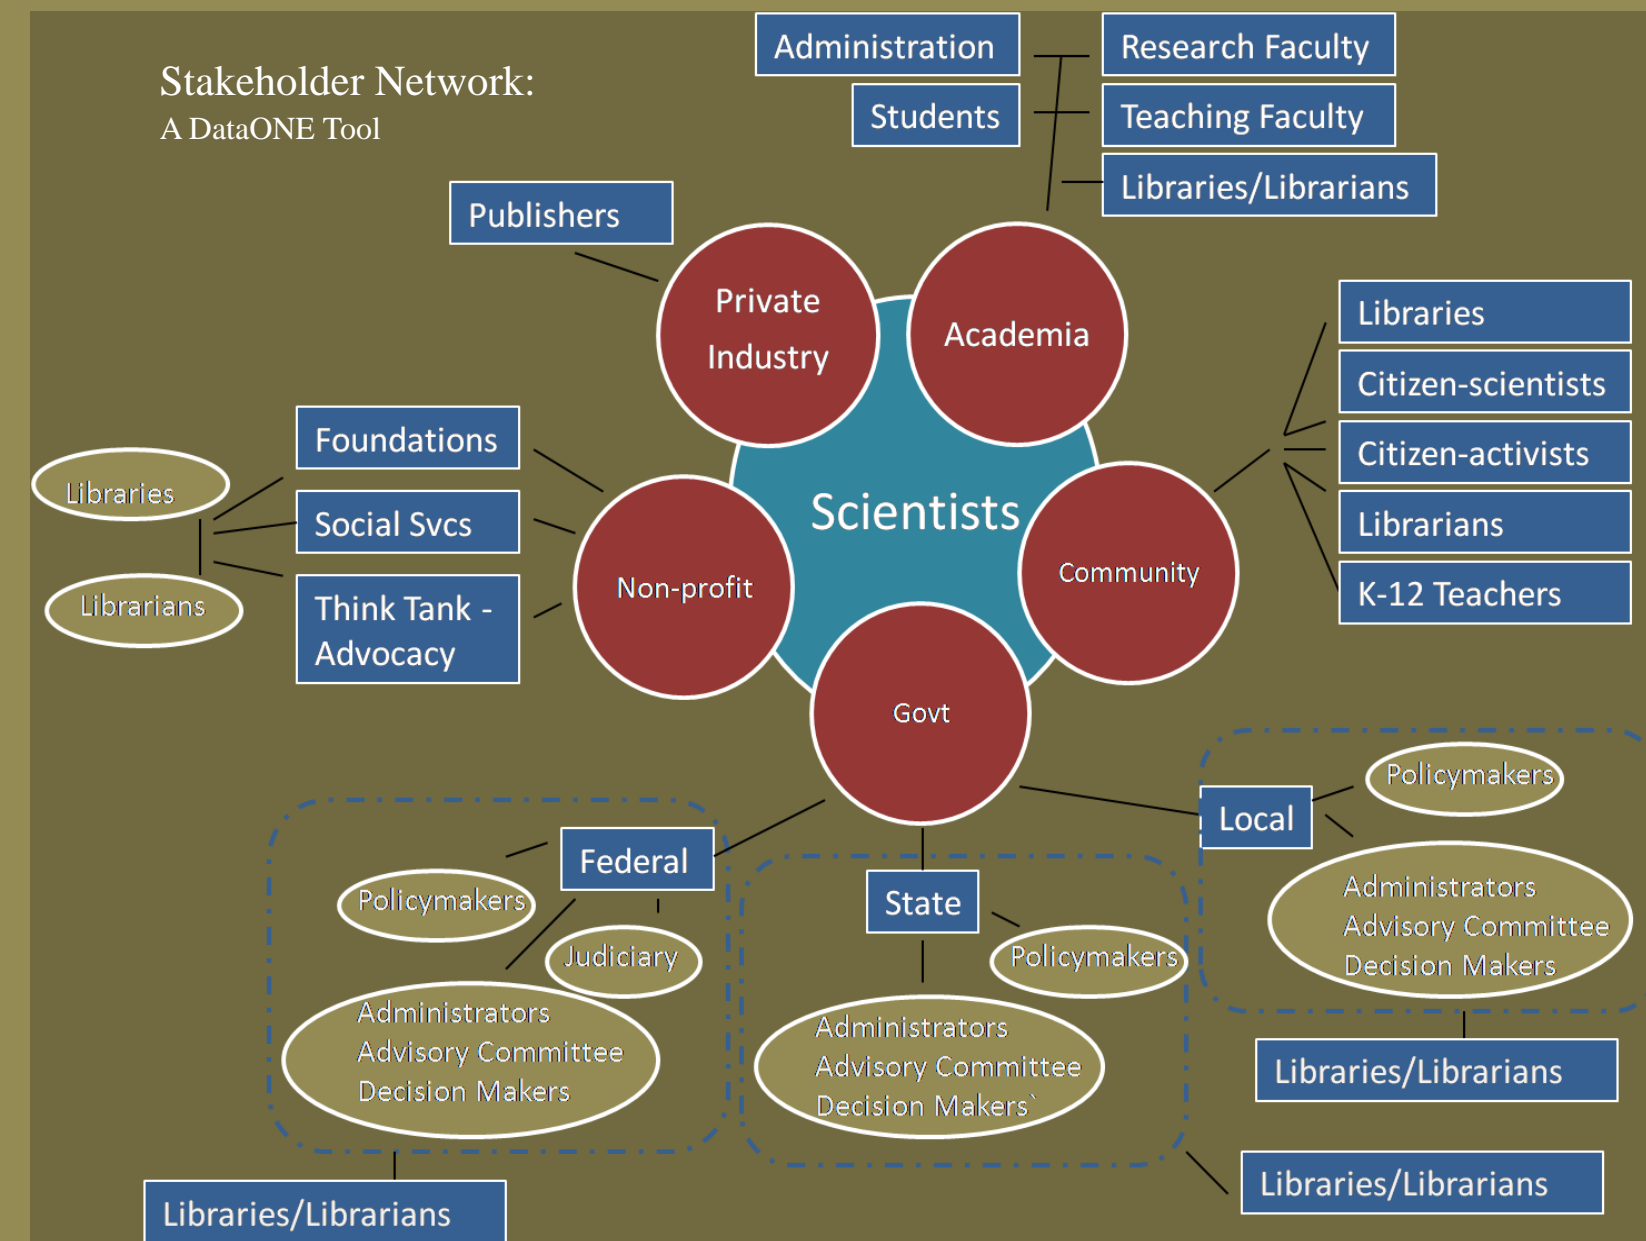 Stakeholder Network:
A DataONE Tool
Administration
Research Faculty
Students
Teaching Faculty
Libraries/Librarians
Publishers
Private
Industry
Academia
Libraries
Citizen-scientists
Citizen-activists
Librarians
K-12 Teachers
Foundations
Social Svcs
Think Tank -
Advocacy
Libraries
Librarians
Scientists
Non-profit
Community
Govt
Federal
Policymakers
Judiciary
Administrators
Advisory Committee
Decision Makers
Libraries/Librarians
State
Policymakers
Administrators
Advisory Committee
Decision Makers`
Libraries/Librarians
Local
Policymakers
Administrators
Advisory Committee
Decision Makers
Libraries/Librarians